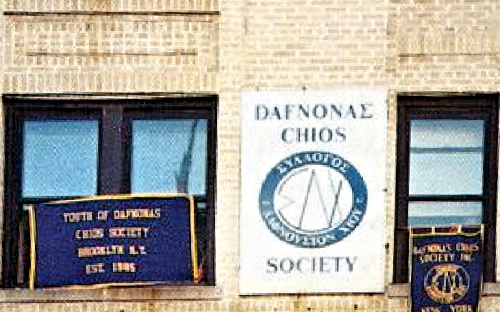 YOUTH OF DAFNONAS
CHIOS SOCIETY
BROOKLYN N.Y.
EST. 1985
DAFNONAΣ
CHIOS
ΣΥΛΛΟΓΟΣ
ΔΑΦΝΟΥΣΙΩΝ ΧΙΟΥ
SOCIETY
DAFNONAS CHIOS
SOCIETY INC.
NEW YORK